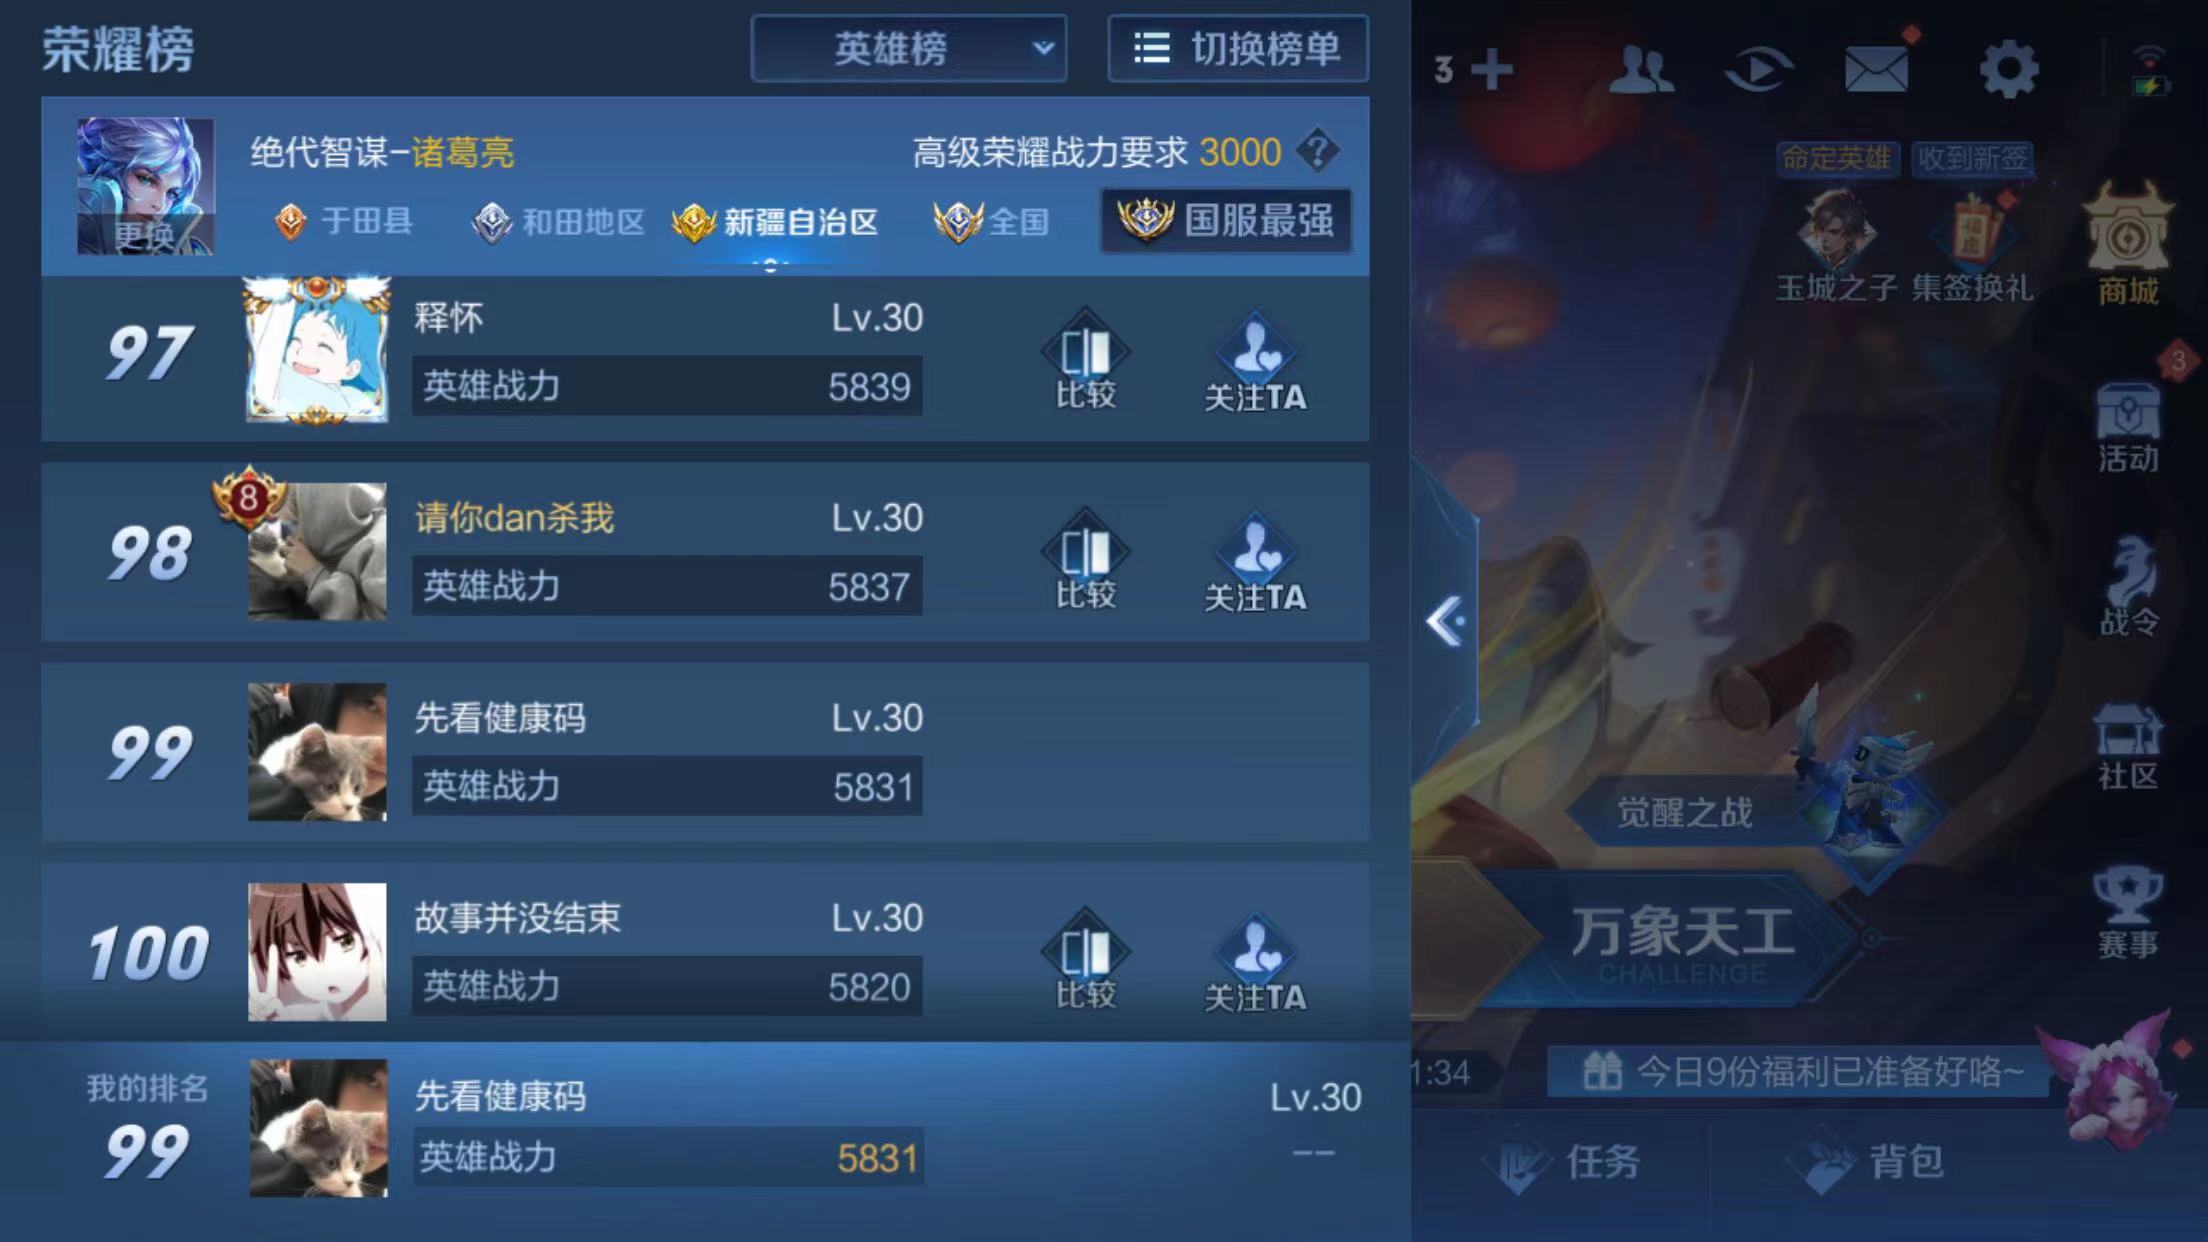 荣耀榜
英雄榜
切换榜单
绝代智谋-诸葛亮
高级荣耀战力要求 3000 ?
更换
于田县
和田地区
新疆自治区
全国
国服最强
97
释怀
Lv.30
英雄战力
5839
比较
关注TA
98
8
请你dan杀我
Lv.30
英雄战力
5837
比较
关注TA
99
先看健康码
Lv.30
英雄战力
5831
100
故事并没结束
Lv.30
英雄战力
5820
比较
关注TA
我的排名
99
先看健康码
Lv.30
英雄战力
5831
--
3 +
命定英雄
收到新签
玉城之子
集签换礼
商城
3
活动
战令
社区
赛事
觉醒之战
万象天工
CHALLENGE
1:34
今日9份福利已准备好咯~
任务
背包